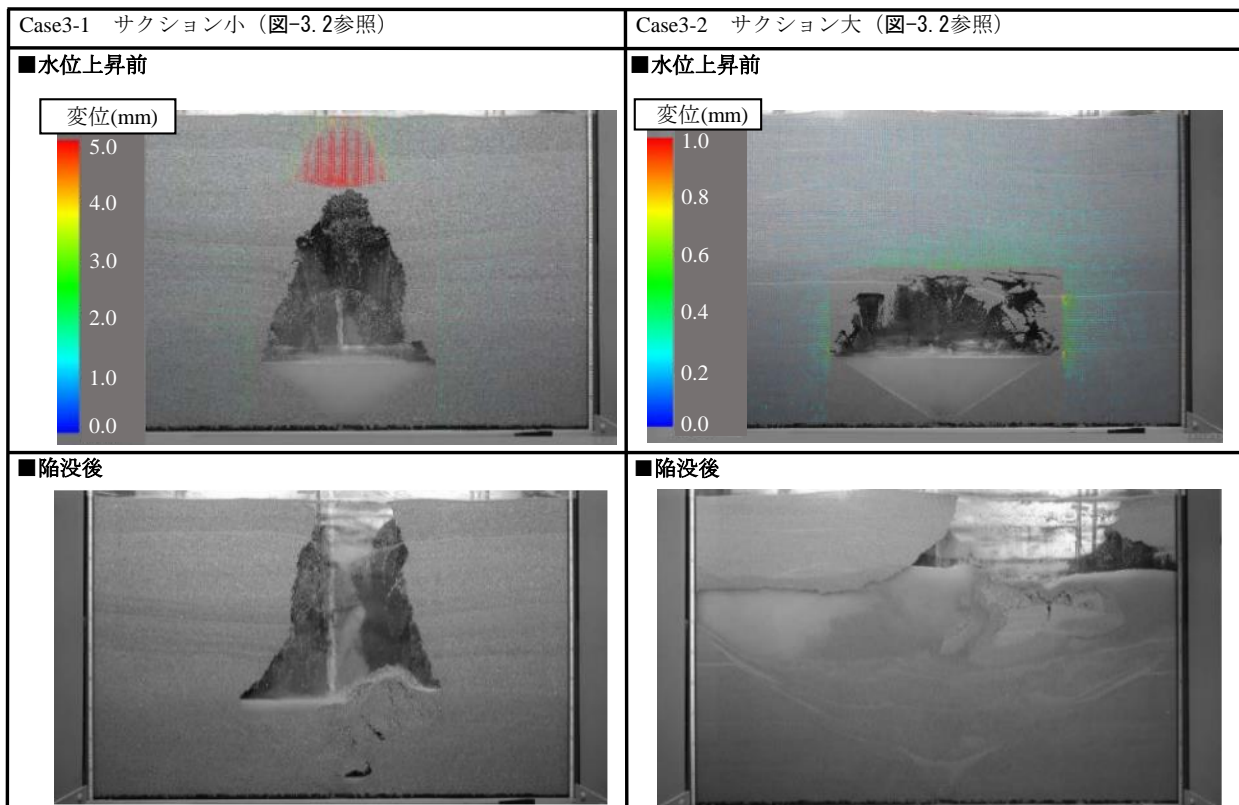 Case3-1　サクション小（図-3.2参照）
Case3-2　サクション大（図-3.2参照）
■水位上昇前
■水位上昇前
変位(mm)
5.0
4.0
3.0
2.0
1.0
0.0
変位(mm)
1.0
0.8
0.6
0.4
0.2
0.0
■陥没後
■陥没後